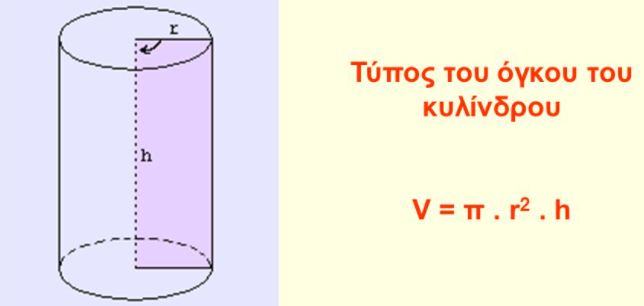 r
h
Τύπος του όγκου του
κυλίνδρου
V = π . r² . h